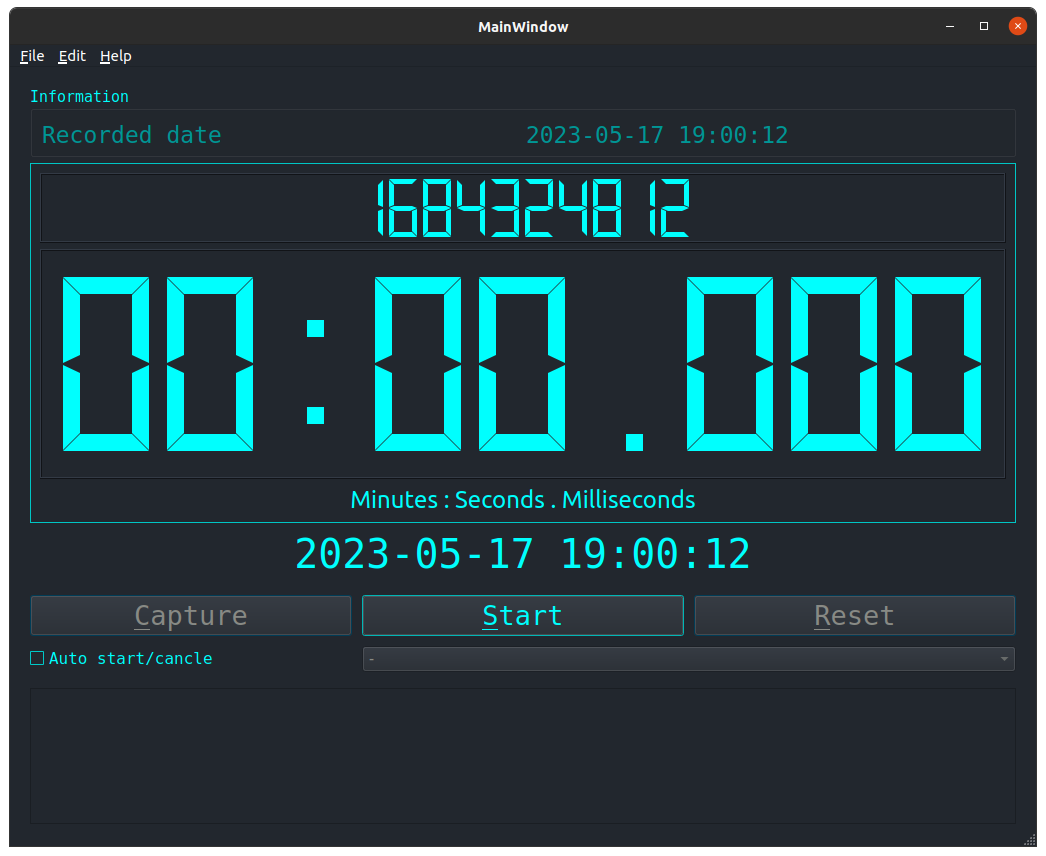 MainWindow
File Edit Help
Information
Recorded date 2023-05-17 19:00:12
1684324812
00:00.000
Minutes : Seconds . Milliseconds
2023-05-17 19:00:12
Capture Start Reset
Auto start/cancle -